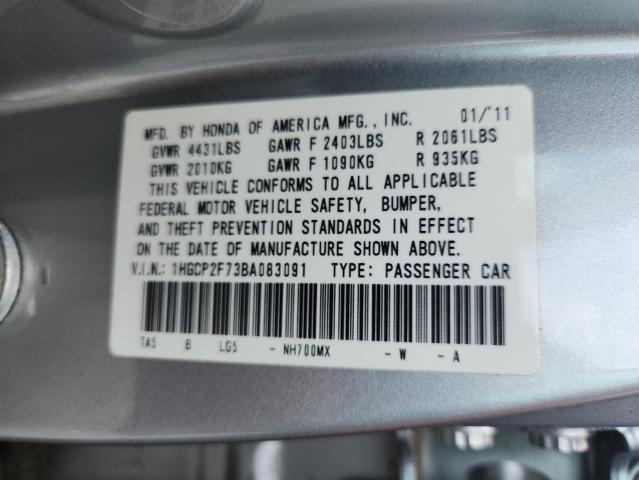 MFD. BY HONDA OF AMERICA MFG., INC. 01/'11
GVWR 4431LBS GAWR F 2403LBS R 2061LBS
GVWR 2010KG GAWR F 1090KG R 935KG
THIS VEHICLE CONFORMS TO ALL APPLICABLE
FEDERAL MOTOR VEHICLE SAFETY, BUMPER,
AND THEFT PREVENTION STANDARDS IN EFFECT
ON THE DATE OF MANUFACTURE SHOWN ABOVE.
V.I.N.: 1HGCP2F73BA083091 TYPE: PASSENGER CAR
TA5 B LG5 - NH700MX - W - A